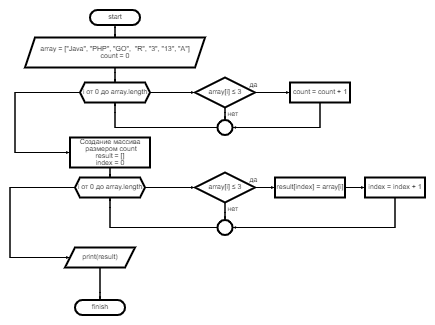 start
array = ["Java", "PHP", "GO", "R", "3", "13", "A"]
count = 0
i от 0 до array.length
array[i] ≤ 3
да
count = count + 1
нет
Создание массива
размером count
result = []
index = 0
i от 0 до array.length
array[i] ≤ 3
да
result[index] = array[i]
index = index + 1
нет
print(result)
finish